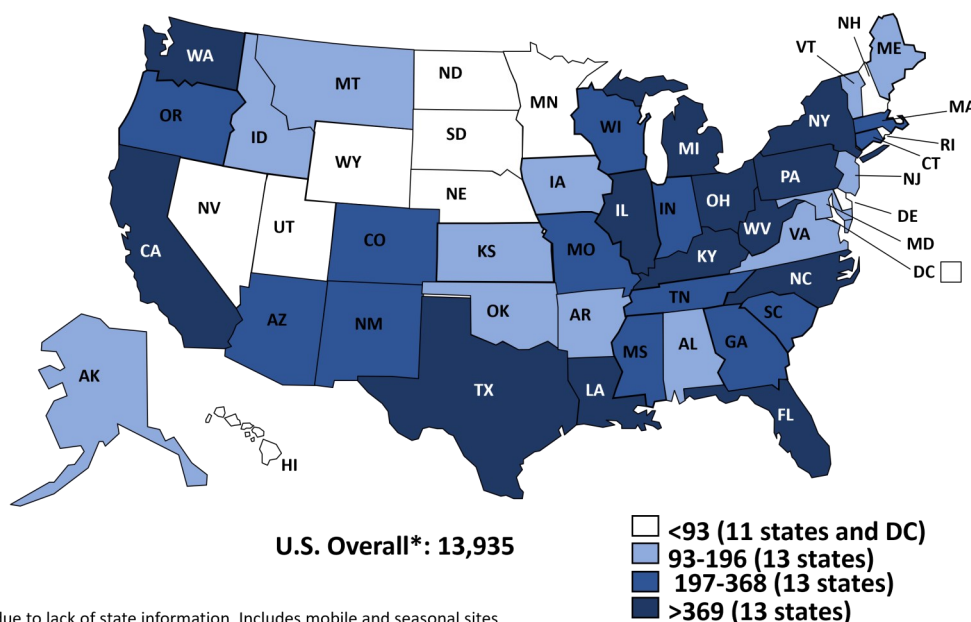 NH
VT
ME
WA
MT
ND
MN
OR
ID
WI
NY
MA
SD
MI
RI
WY
CT
PA
NJ
IA
NE
OH
NV
IL
IN
DE
UT
WV
VA
CO
MD
CA
KS
MO
KY
DC
NC
OK
TN
AZ
NM
AR
SC
MS
AL
GA
AK
TX
LA
FL
HI
U.S. Overall*: 13,935
<93 (11 states and DC)
93-196 (13 states)
197-368 (13 states)
>369 (13 states)
due to lack of state information. Includes mobile and seasonal sites